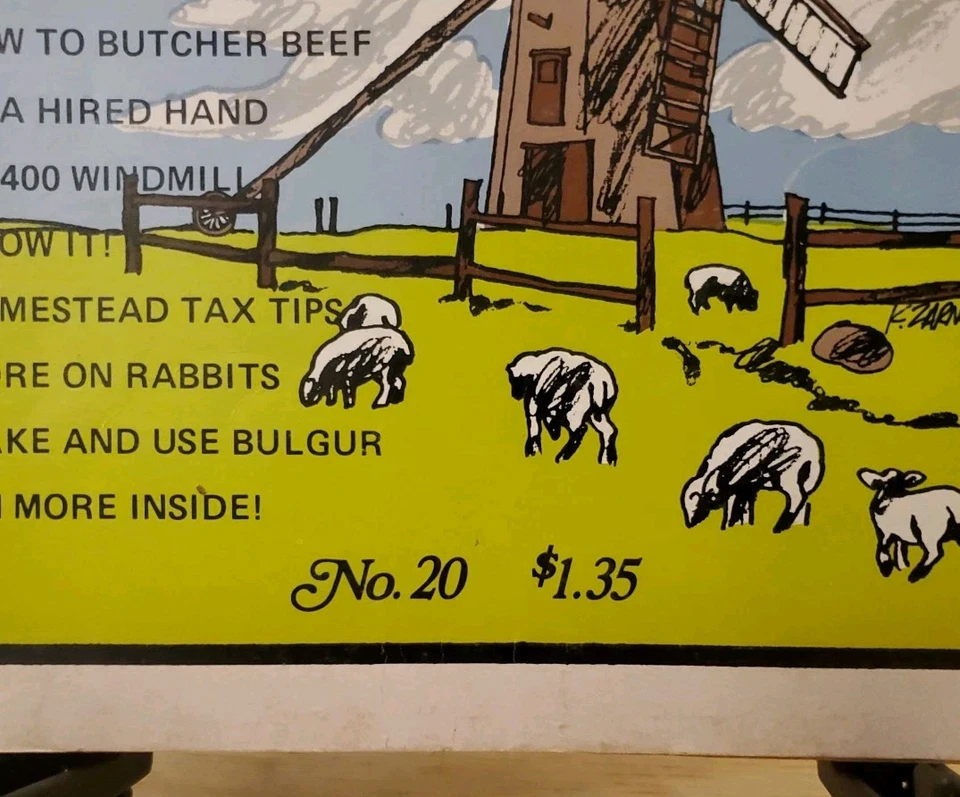 W TO BUTCHER BEEF
A HIRED HAND
400 WINDMILL
OW IT!
MESTEAD TAX TIPS
RE ON RABBITS
KE AND USE BULGUR
MORE INSIDE!
No. 20 $1.35
K. ZARN